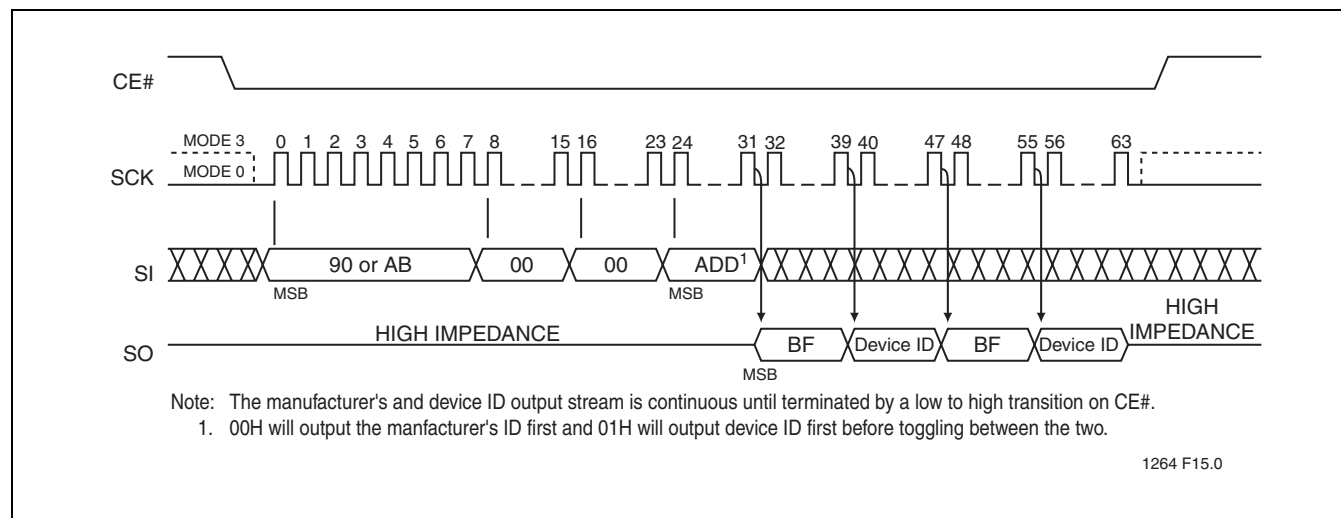 CE#
MODE 3 0 1 2 3 4 5 6 7 8 15 16 23 24 31 32 39 40 47 48 55 56 63
SCK MODE 0
SI 90 or AB 00 00 ADD1
MSB MSB
HIGH IMPEDANCE HIGH IMPEDANCE
SO BF Device ID BF Device ID
MSB
Note: The manufacturer's and device ID output stream is continuous until terminated by a low to high transition on CE#.
1. 00H will output the manfacturer's ID first and 01H will output device ID first before toggling between the two.
1264 F15.0